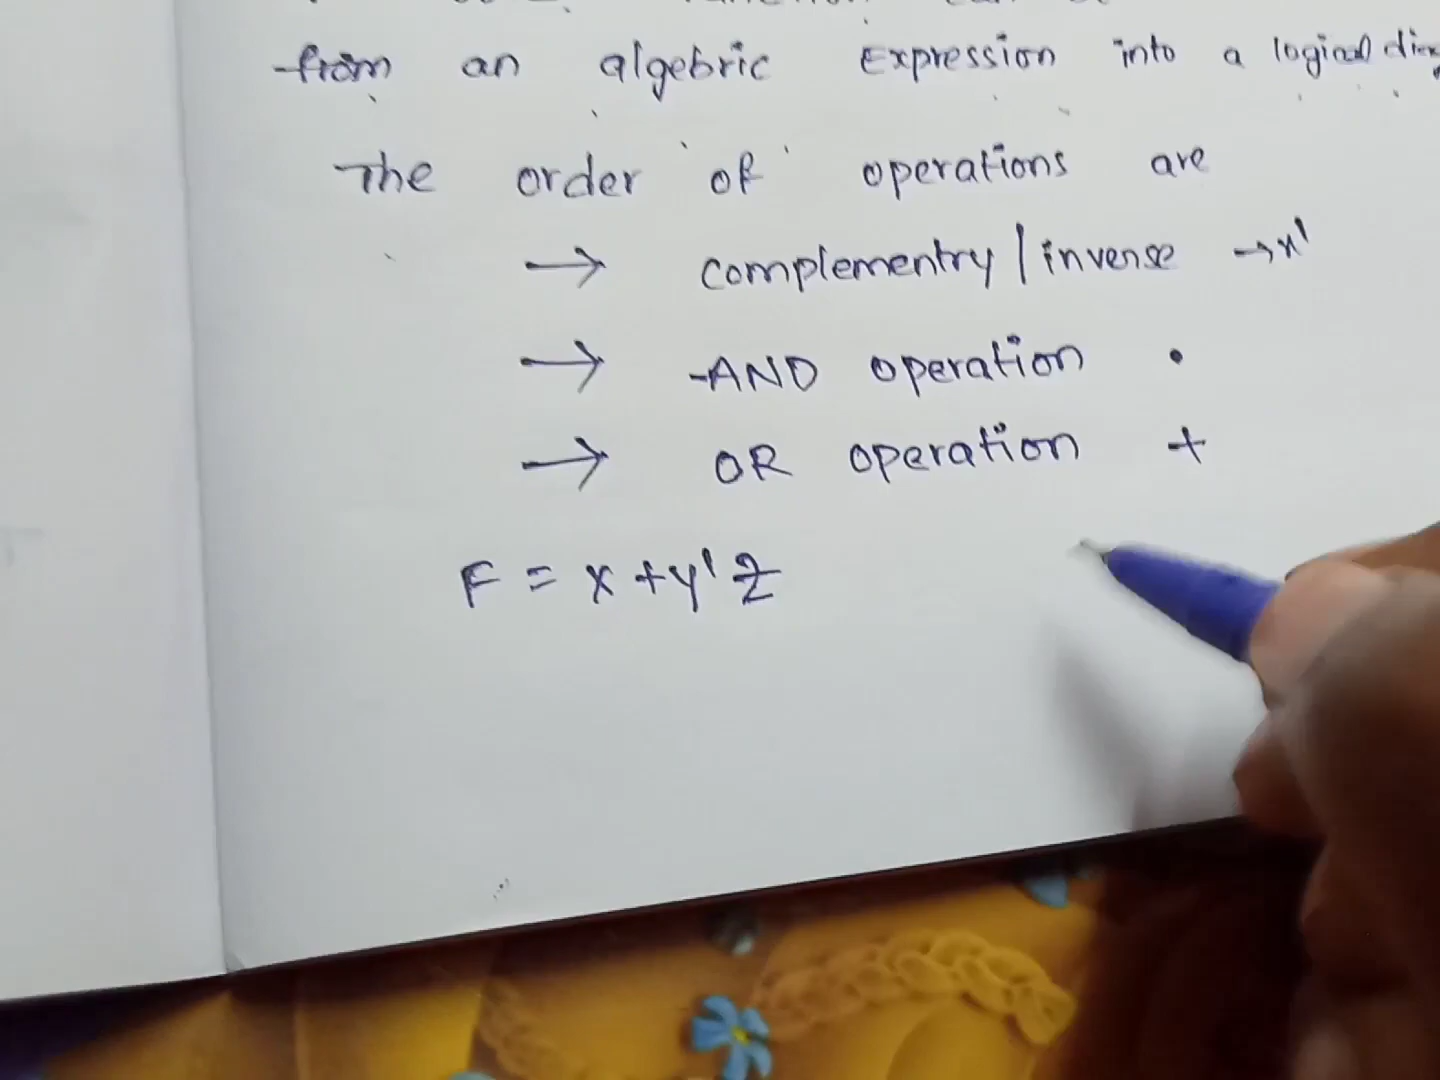 from an algebric Expression into a logical
The order of operations are
→ complementry/inverse → x'
→ AND operation •
→ OR operation +
F = x + y' z